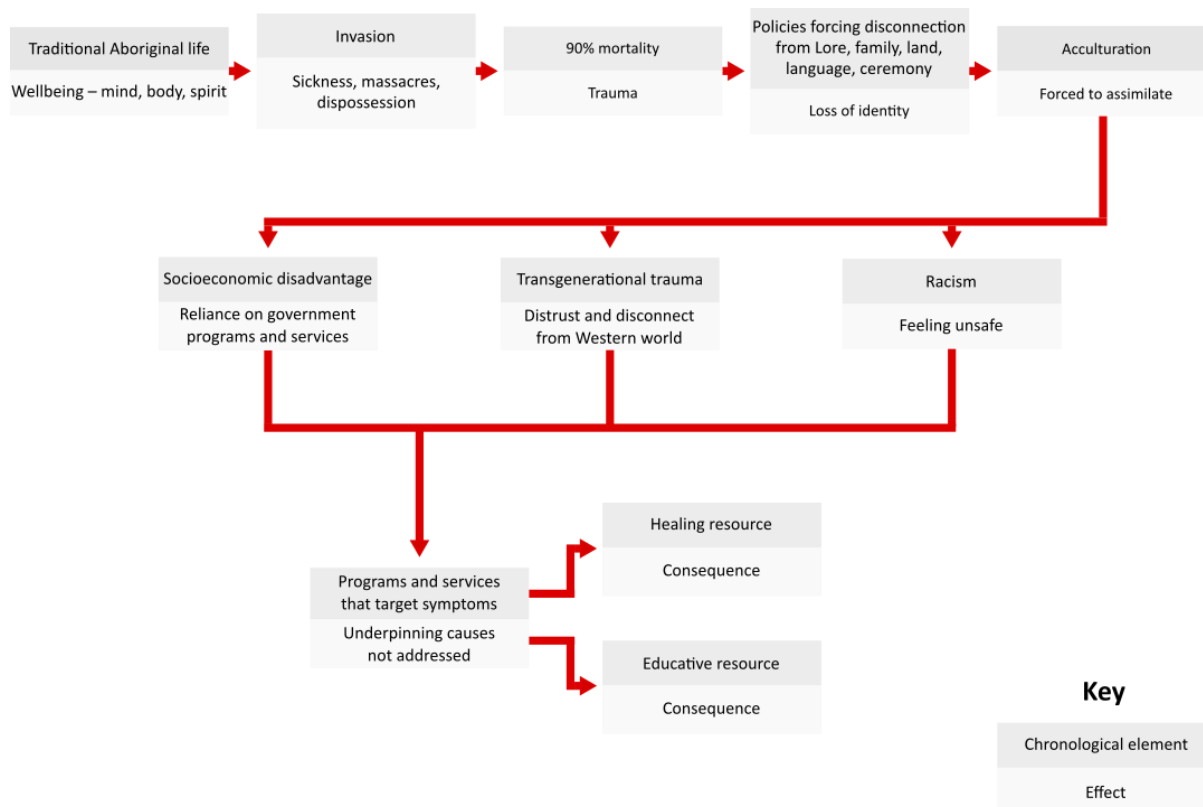 Traditional Aboriginal life
Wellbeing – mind, body, spirit
Invasion
Sickness, massacres,
dispossession
90% mortality
Trauma
Policies forcing disconnection
from Lore, family, land,
language, ceremony
Loss of identity
Acculturation
Forced to assimilate
Socioeconomic disadvantage
Reliance on government
programs and services
Transgenerational trauma
Distrust and disconnect
from Western world
Racism
Feeling unsafe
Programs and services
that target symptoms
Underpinning causes
not addressed
Healing resource
Consequence
Educative resource
Consequence
Key
Chronological element
Effect